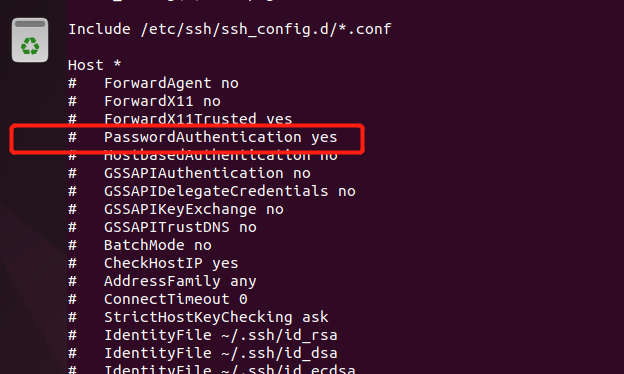 Include /etc/ssh/ssh_config.d/*.conf
Host *
#   ForwardAgent no
#   ForwardX11 no
#   ForwardX11Trusted yes
#   PasswordAuthentication yes
#   HostbasedAuthentication no
#   GSSAPIAuthentication no
#   GSSAPIDelegateCredentials no
#   GSSAPIKeyExchange no
#   GSSAPITrustDNS no
#   BatchMode no
#   CheckHostIP yes
#   AddressFamily any
#   ConnectTimeout 0
#   StrictHostKeyChecking ask
#   IdentityFile ~/.ssh/id_rsa
#   IdentityFile ~/.ssh/id_dsa
#   IdentityFile ~/.ssh/id_ecdsa